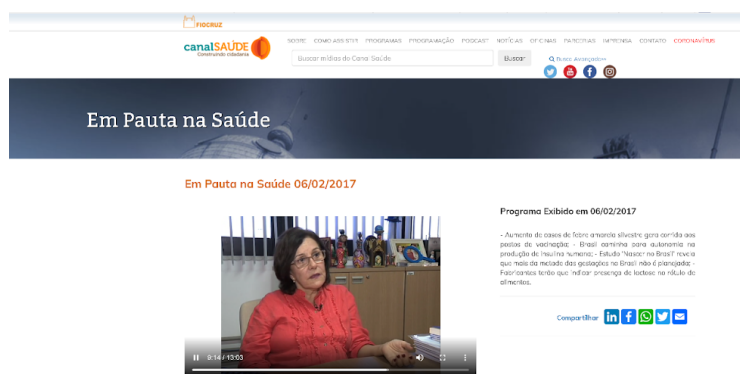 FIOCRUZ
canalSAÚDE
Construindo cidadania
SOBRE COMO ASSISTIR PROGRAMAS PROGRAMAÇÃO PODCAST NOTÍCIAS OFICINAS PARCERIAS IMPRENSA CONTATO CORONAVÍRUS
Buscar mídias do Canal Saúde
Buscar
Busca Avançada
Em Pauta na Saúde
Em Pauta na Saúde 06/02/2017
Programa Exibido em 06/02/2017
- Aumento de casos de febre amarela silvestre gera corrida aos
postos de vacinação; - Brasil caminha para autonomia na
produção de insulina humana; - Estudo 'Nascer no Brasil' revela
que mais da metade das gestações no Brasil não é planejada; -
Fabricantes terão que indicar presença de lactose no rótulo de
alimentos.
Compartilhar
9:14 / 13:03